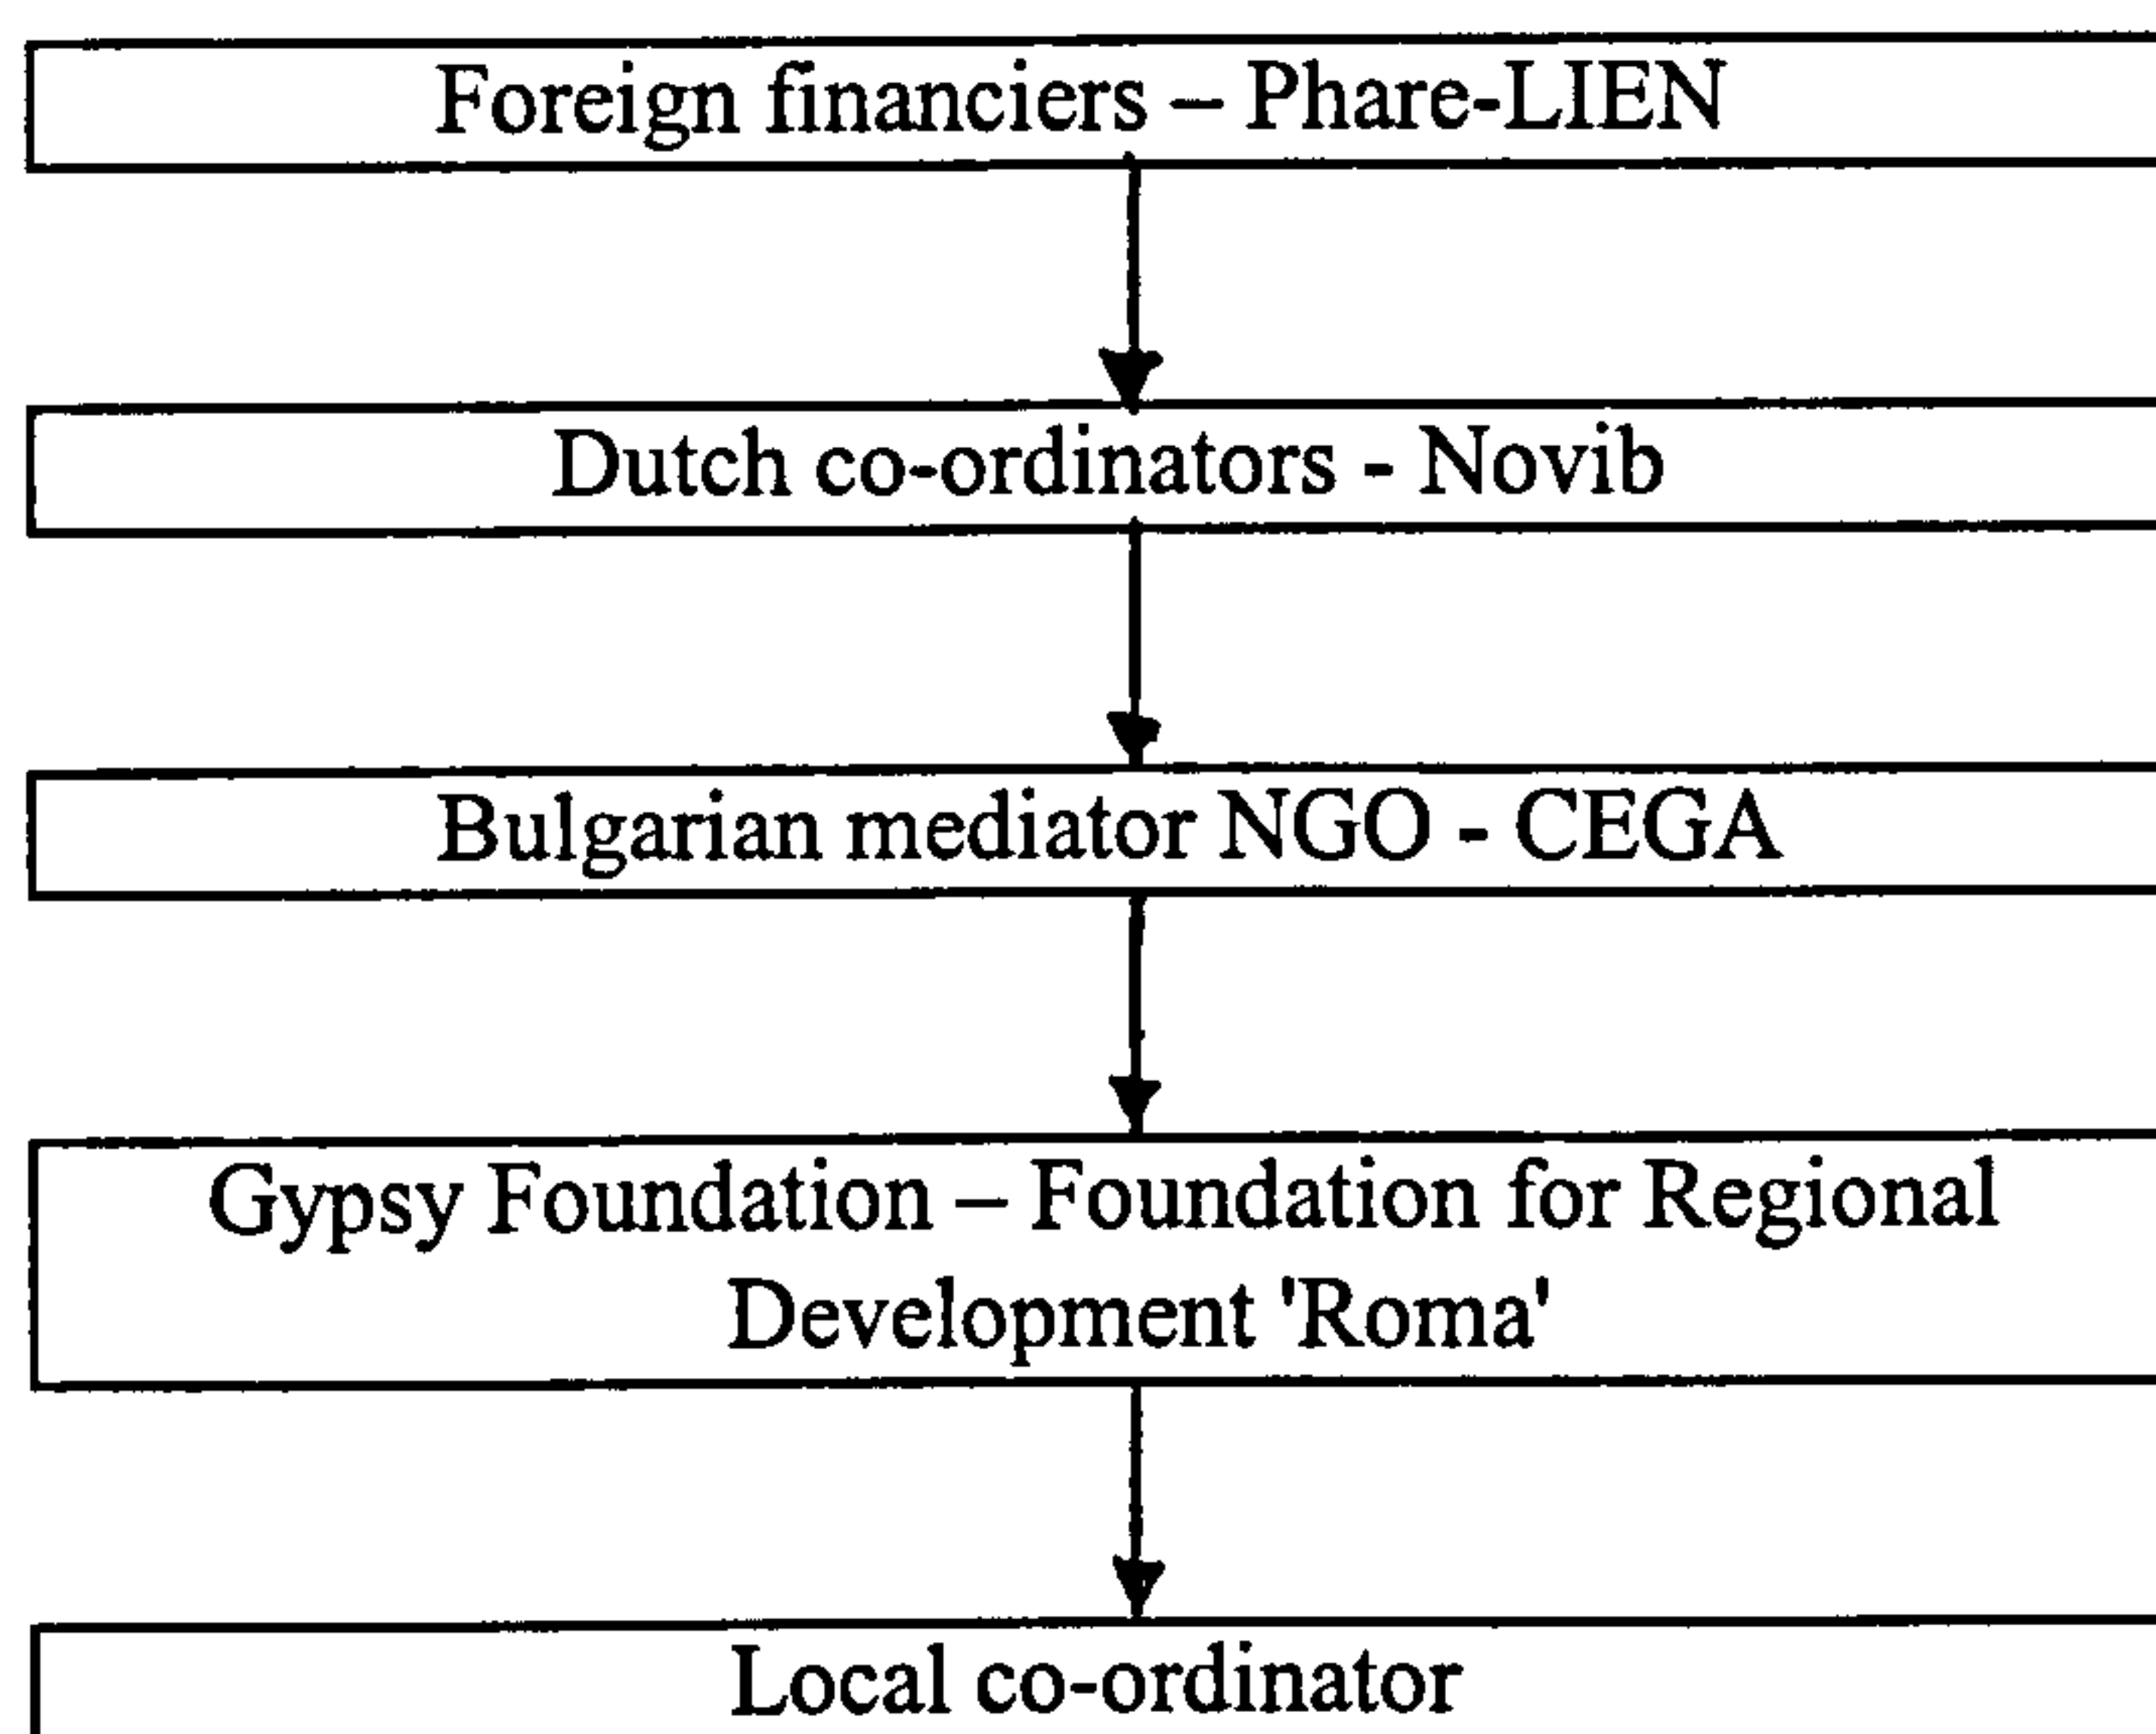 Foreign financiers – Phare-LIEN
Dutch co-ordinators - Novib
Bulgarian mediator NGO - CEGA
Gypsy Foundation – Foundation for Regional
Development 'Roma'
Local co-ordinator